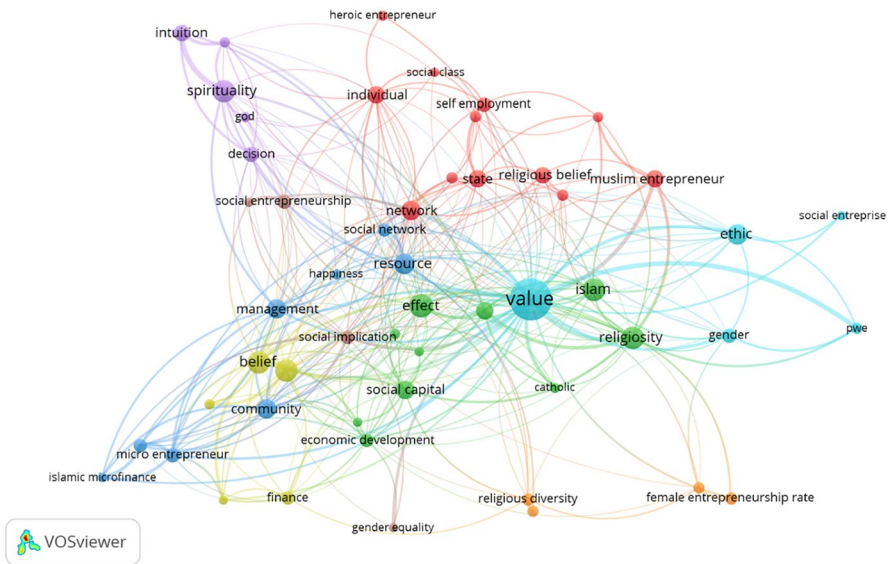 heroic entrepreneur
intuition
social class
spirituality
individual
self employment
god
decision
state
religious belief
muslim entrepreneur
social entrepreneurship
network
social entreprise
social network
ethic
resource
happiness
islam
value
management
effect
social implication
religiosity
gender
pwe
belief
social capital
catholic
community
economic development
micro entrepreneur
islamic microfinance
finance
religious diversity
female entrepreneurship rate
gender equality
VOSviewer